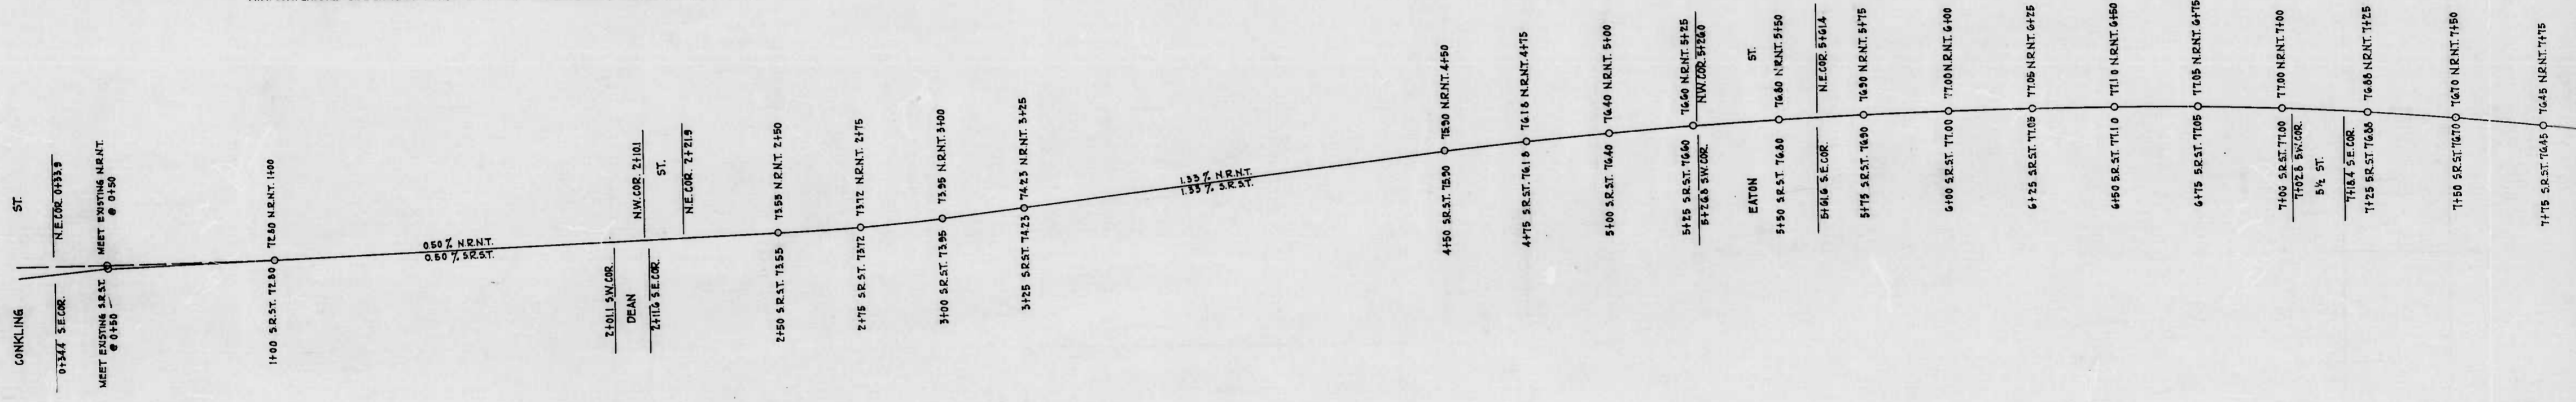 CONKLING
ST.
0+34.4 S.E.COR.
N.E.COR. 0+33.9
MEET EXISTING S.R.S.T.
@ 0+50
MEET EXISTING N.R.N.T.
@ 0+50
1+00 S.R.S.T. 72.80
72.80 N.R.N.T. 1+00
0.50 % N.R.N.T.
0.50 % S.R.S.T.
2+01.1 S.W.COR.
DEAN
2+11.6 S.E.COR.
N.W.COR. 2+10.1
ST.
N.E.COR. 2+21.9
2+50 S.R.S.T. 73.55
73.55 N.R.N.T. 2+50
2+75 S.R.S.T. 73.72
73.72 N.R.N.T. 2+75
3+00 S.R.S.T. 73.95
73.95 N.R.N.T. 3+00
3+25 S.R.S.T. 74.23
74.23 N.R.N.T. 3+25
1.33 % N.R.N.T.
1.33 % S.R.S.T.
4+50 S.R.S.T. 75.90
75.90 N.R.N.T. 4+50
4+75 S.R.S.T. 76.18
76.18 N.R.N.T. 4+75
5+00 S.R.S.T. 76.40
76.40 N.R.N.T. 5+00
5+25 S.R.S.T. 76.60
76.60 N.R.N.T. 5+25
5+26.8 S.W.COR.
N.W.COR. 5+26.0
EATON
ST.
5+50 S.R.S.T. 76.80
76.80 N.R.N.T. 5+50
5+61.6 S.E.COR.
N.E.COR. 5+61.4
5+75 S.R.S.T. 76.90
76.90 N.R.N.T. 5+75
6+00 S.R.S.T. 77.00
77.00 N.R.N.T. 6+00
6+25 S.R.S.T. 77.05
77.05 N.R.N.T. 6+25
6+50 S.R.S.T. 77.10
77.10 N.R.N.T. 6+50
6+75 S.R.S.T. 77.05
77.05 N.R.N.T. 6+75
7+00 S.R.S.T. 77.00
77.00 N.R.N.T. 7+00
7+02.8 S.W.COR.
5½ ST.
7+18.4 S.E.COR.
7+25 S.R.S.T. 76.88
76.88 N.R.N.T. 7+25
7+50 S.R.S.T. 76.70
76.70 N.R.N.T. 7+50
7+75 S.R.S.T. 76.45
76.45 N.R.N.T. 7+75